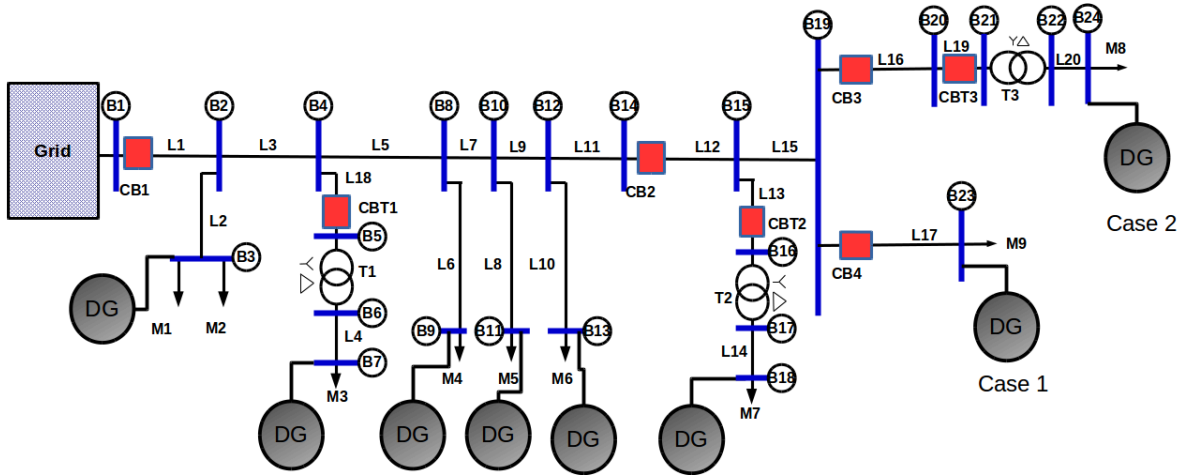 B19
B20
B21
B22
B24
L16
L19
L20
M8
CB3
CBT3
T3
Y△
B1
B2
B4
B8
B10
B12
B14
B15
Grid
L1
L3
L5
L7
L9
L11
L12
L15
CB1
CB2
DG
Case 2
L18
CBT1
L13
CBT2
B23
L2
B3
B5
L6
L8
L10
B16
L17
M9
CB4
T1
T2
DG
M1
M2
B6
B17
DG
L4
B9
B11
B13
L14
Case 1
B7
M3
M4
M5
M6
B18
M7
DG
DG
DG
DG
DG